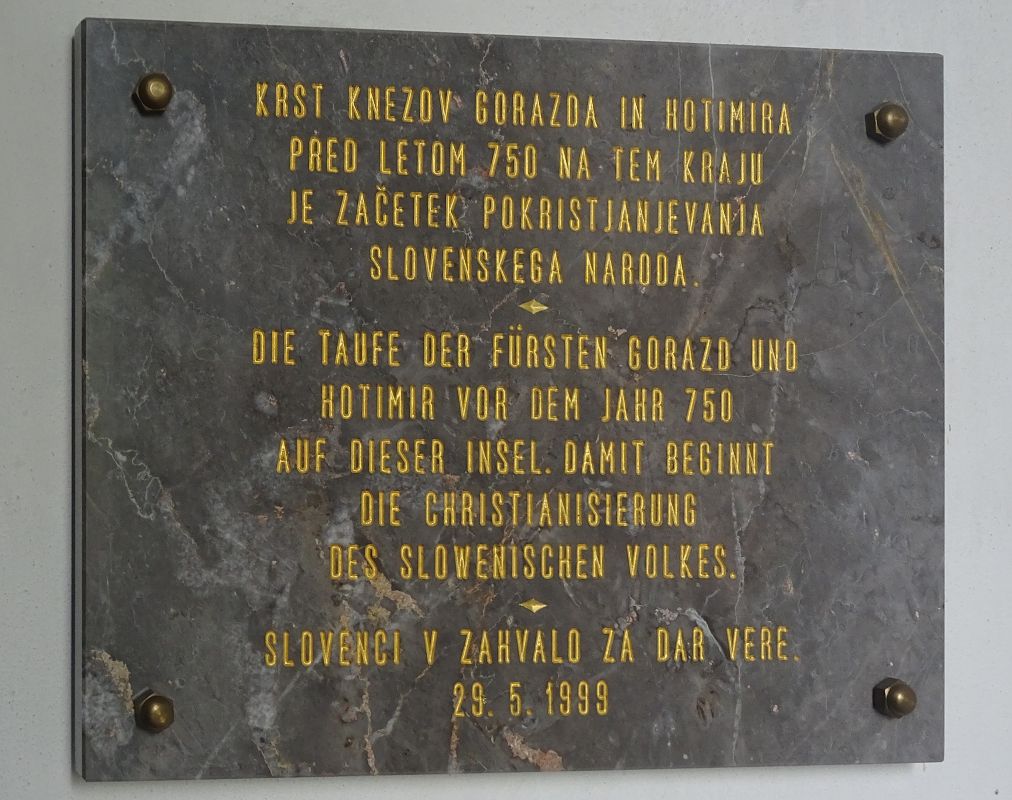 KRST KNEZOV GORAZDA IN HOTIMIRA
PRED LETOM 750 NA TEM KRAJU
JE ZAČETEK POKRISTJANJEVANJA
SLOVENSKEGA NARODA.
DIE TAUFE DER FÜRSTEN GORAZD UND
HOTIMIR VOR DEM JAHR 750
AUF DIESER INSEL. DAMIT BEGINNT
DIE CHRISTIANISIERUNG
DES SLOWENISCHEN VOLKES.
SLOVENCI V ZAHVALO ZA DAR VERE.
29. 5. 1999